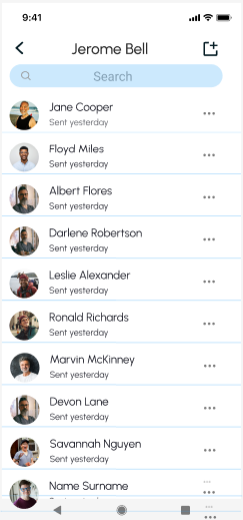 9:41
Jerome Bell
Search
Jane Cooper
Sent yesterday
Floyd Miles
Sent yesterday
Albert Flores
Sent yesterday
Darlene Robertson
Sent yesterday
Leslie Alexander
Sent yesterday
Ronald Richards
Sent yesterday
Marvin McKinney
Sent yesterday
Devon Lane
Sent yesterday
Savannah Nguyen
Sent yesterday
Name Surname